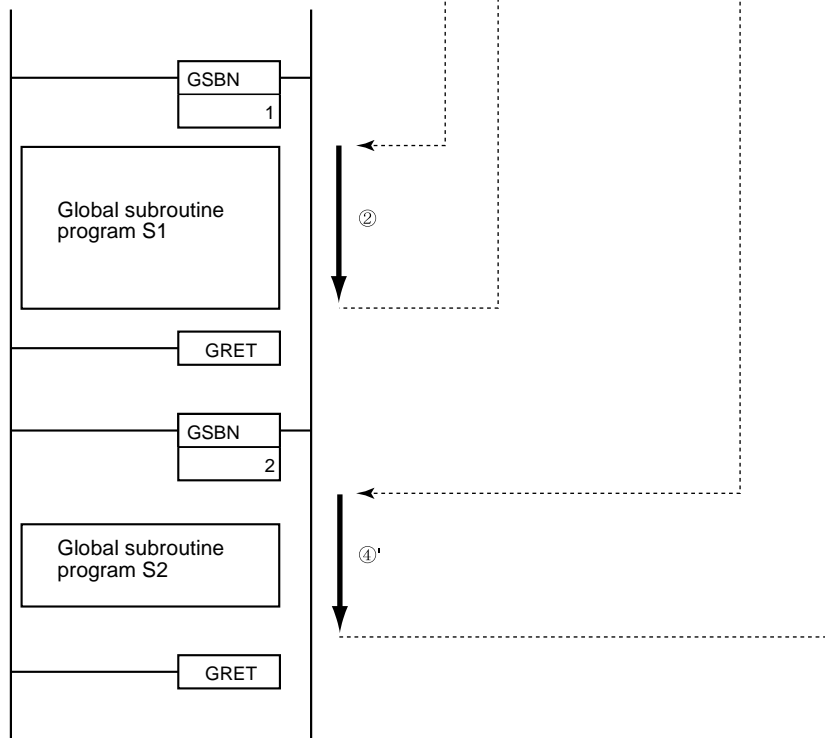 GSBN
1
Global subroutine
program S1
②
GRET
GSBN
2
Global subroutine
program S2
④'
GRET